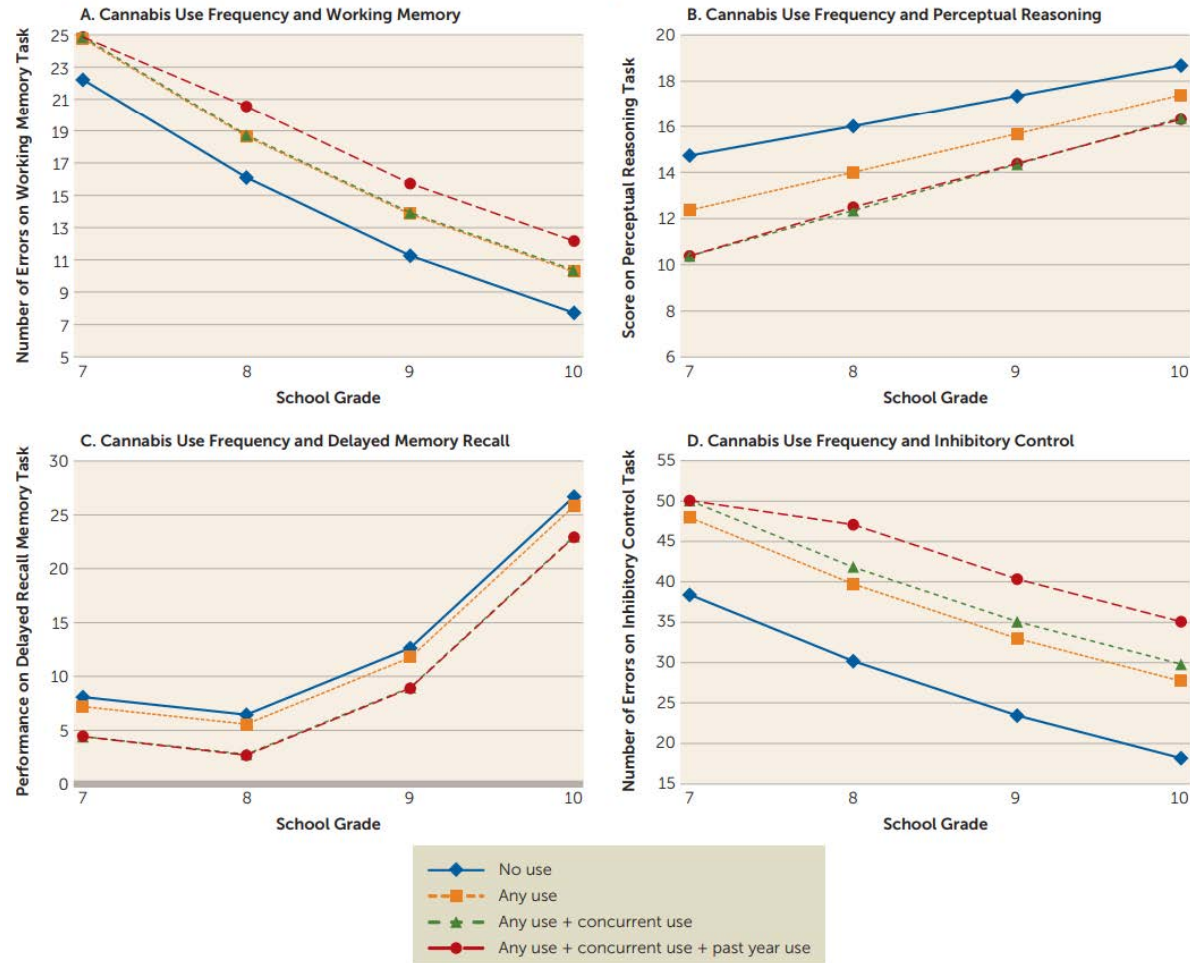 A. Cannabis Use Frequency and Working Memory
Number of Errors on Working Memory Task
25
23
21
19
17
15
13
11
9
7
5
7 8 9 10
School Grade
B. Cannabis Use Frequency and Perceptual Reasoning
Score on Perceptual Reasoning Task
20
18
16
14
12
10
8
6
7 8 9 10
School Grade
C. Cannabis Use Frequency and Delayed Memory Recall
Performance on Delayed Recall Memory Task
30
25
20
15
10
5
0
7 8 9 10
School Grade
D. Cannabis Use Frequency and Inhibitory Control
Number of Errors on Inhibitory Control Task
55
50
45
40
35
30
25
20
15
7 8 9 10
School Grade
No use
Any use
Any use + concurrent use
Any use + concurrent use + past year use